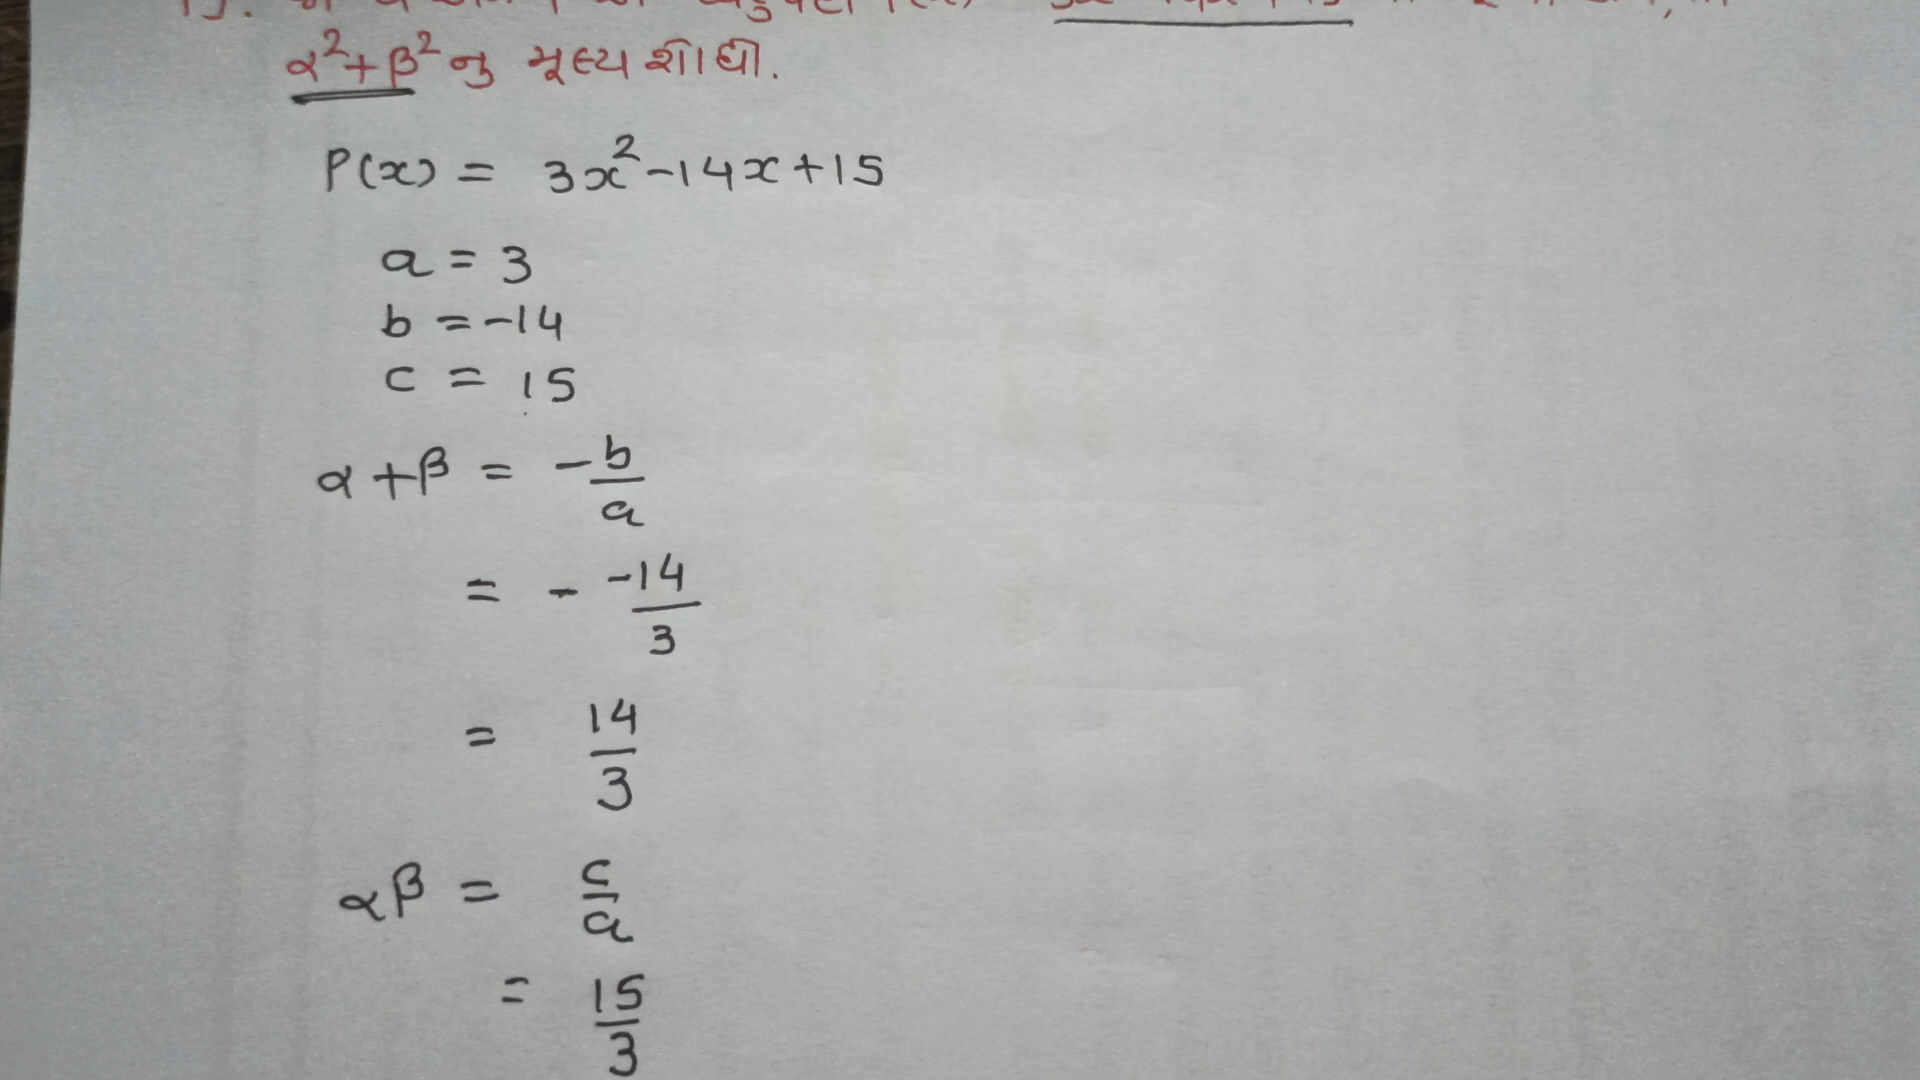 α²+β² નુ મૂલ્ય શોધો.
P(x) = 3x²-14x+15
a = 3
b = -14
c = 15
α+β = -b/a
= - -14/3
= 14/3
αβ = c/a
= 15/3